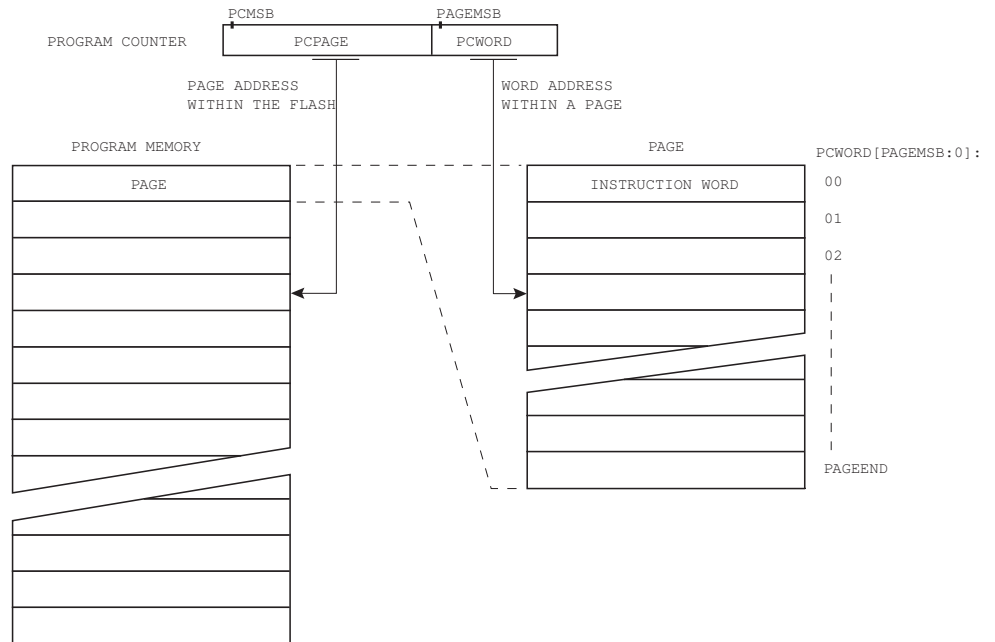 PCMSB
PAGEMSB
PROGRAM COUNTER
PCPAGE
PCWORD
PAGE ADDRESS
WITHIN THE FLASH
WORD ADDRESS
WITHIN A PAGE
PROGRAM MEMORY
PAGE
PCWORD[PAGEMSB:0]:
PAGE
INSTRUCTION WORD
00
01
02
PAGEEND